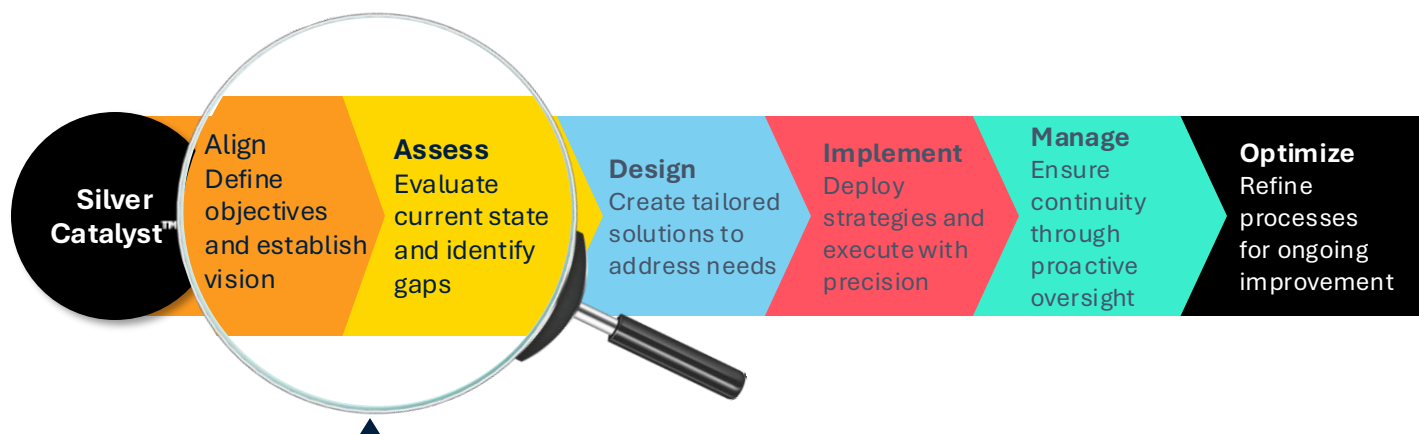 Silver
Catalyst™
Align
Define
objectives
and establish
vision
Assess
Evaluate
current state
and identify
gaps
Design
Create tailored
solutions to
address needs
Implement
Deploy
strategies and
execute with
precision
Manage
Ensure
continuity
through
proactive
oversight
Optimize
Refine
processes
for ongoing
improvement